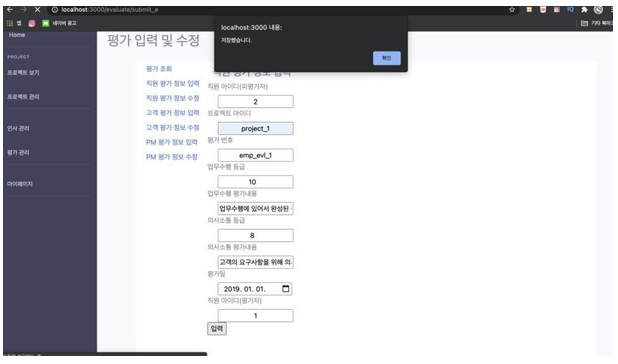 localhost:3000/evaluate/submit_e
앱
네이버 광고
기타 북마크
localhost:3000 내용:
저장했습니다.
확인
Home
PROJECT
프로젝트 보기
프로젝트 관리
인사 관리
평가 관리
마이페이지
평가 입력 및 수정
평가 조회
직원 평가 정보 입력
직원 평가 정보 수정
고객 평가 정보 입력
고객 평가 정보 수정
PM 평가 정보 입력
PM 평가 정보 수정
직원 평가 정보 입력
직원 아이디(피평가자)
2
프로젝트 아이디
project_1
평가 번호
emp_evl_1
업무수행 등급
10
업무수행 평가내용
업무수행에 있어서 완성된
의사소통 등급
8
의사소통 평가내용
고객의 요구사항을 위해 의
평가일
2019. 01. 01.
직원 아이디(평가자)
1
입력